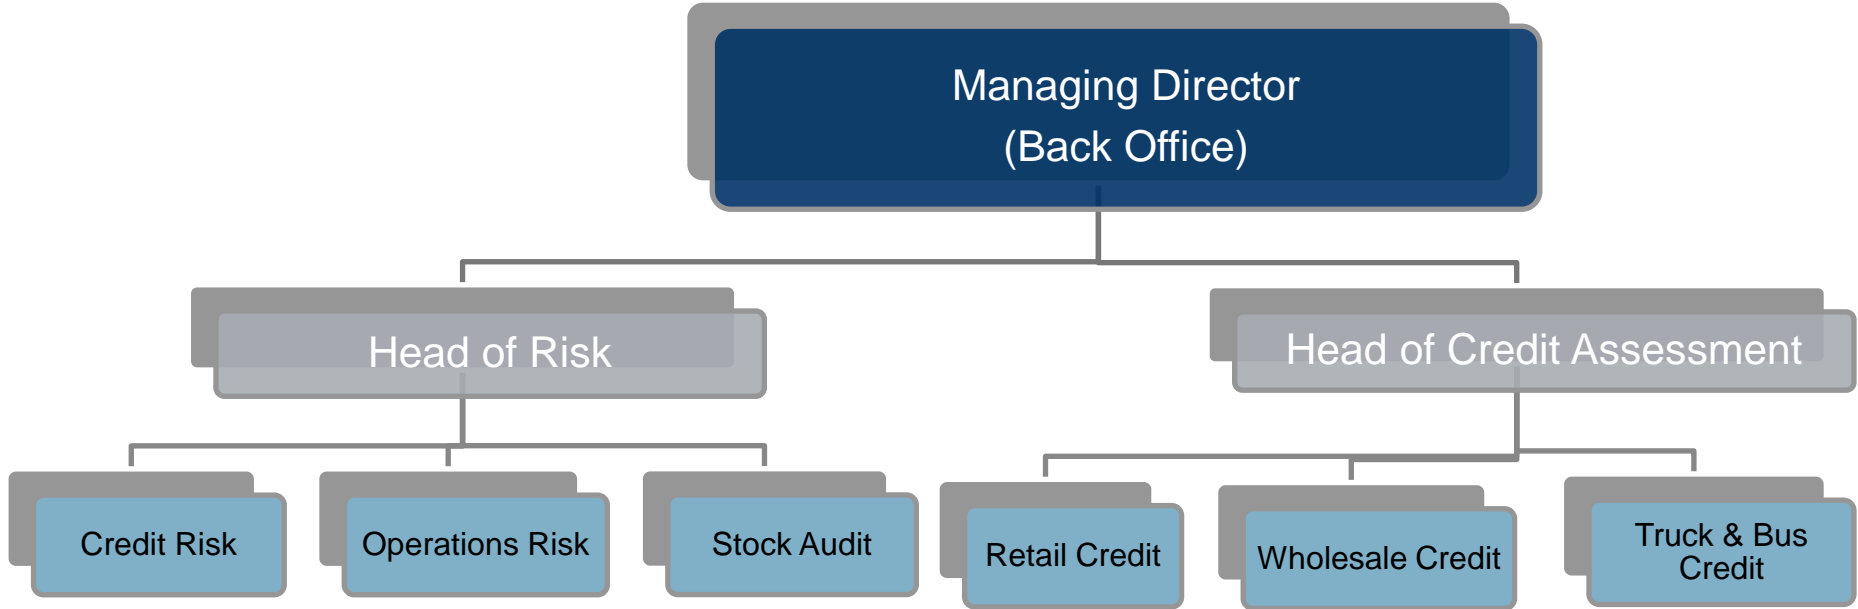 Managing Director
(Back Office)
Head of Risk
Head of Credit Assessment
Credit Risk
Operations Risk
Stock Audit
Retail Credit
Wholesale Credit
Truck & Bus
Credit